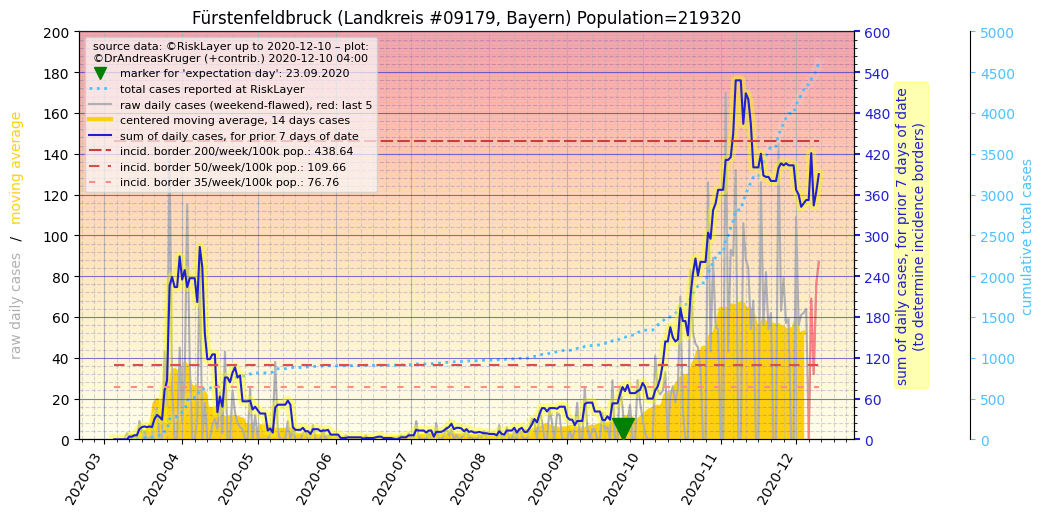 Fürstenfeldbruck (Landkreis #09179, Bayern) Population=219320
source data: ©RiskLayer up to 2020-12-10 – plot:
©DrAndreasKruger (+contrib.) 2020-12-10 04:00
marker for 'expectation day': 23.09.2020
total cases reported at RiskLayer
raw daily cases (weekend-flawed), red: last 5
centered moving average, 14 days cases
sum of daily cases, for prior 7 days of date
incid. border 200/week/100k pop.: 438.64
incid. border 50/week/100k pop.: 109.66
incid. border 35/week/100k pop.: 76.76
raw daily cases / moving average
200
180
160
140
120
100
80
60
40
20
0
600
540
480
420
360
300
240
180
120
60
0
sum of daily cases, for prior 7 days of date
(to determine incidence borders)
5000
4500
4000
3500
3000
2500
2000
1500
1000
500
0
cumulative total cases
2020-03
2020-04
2020-05
2020-06
2020-07
2020-08
2020-09
2020-10
2020-11
2020-12